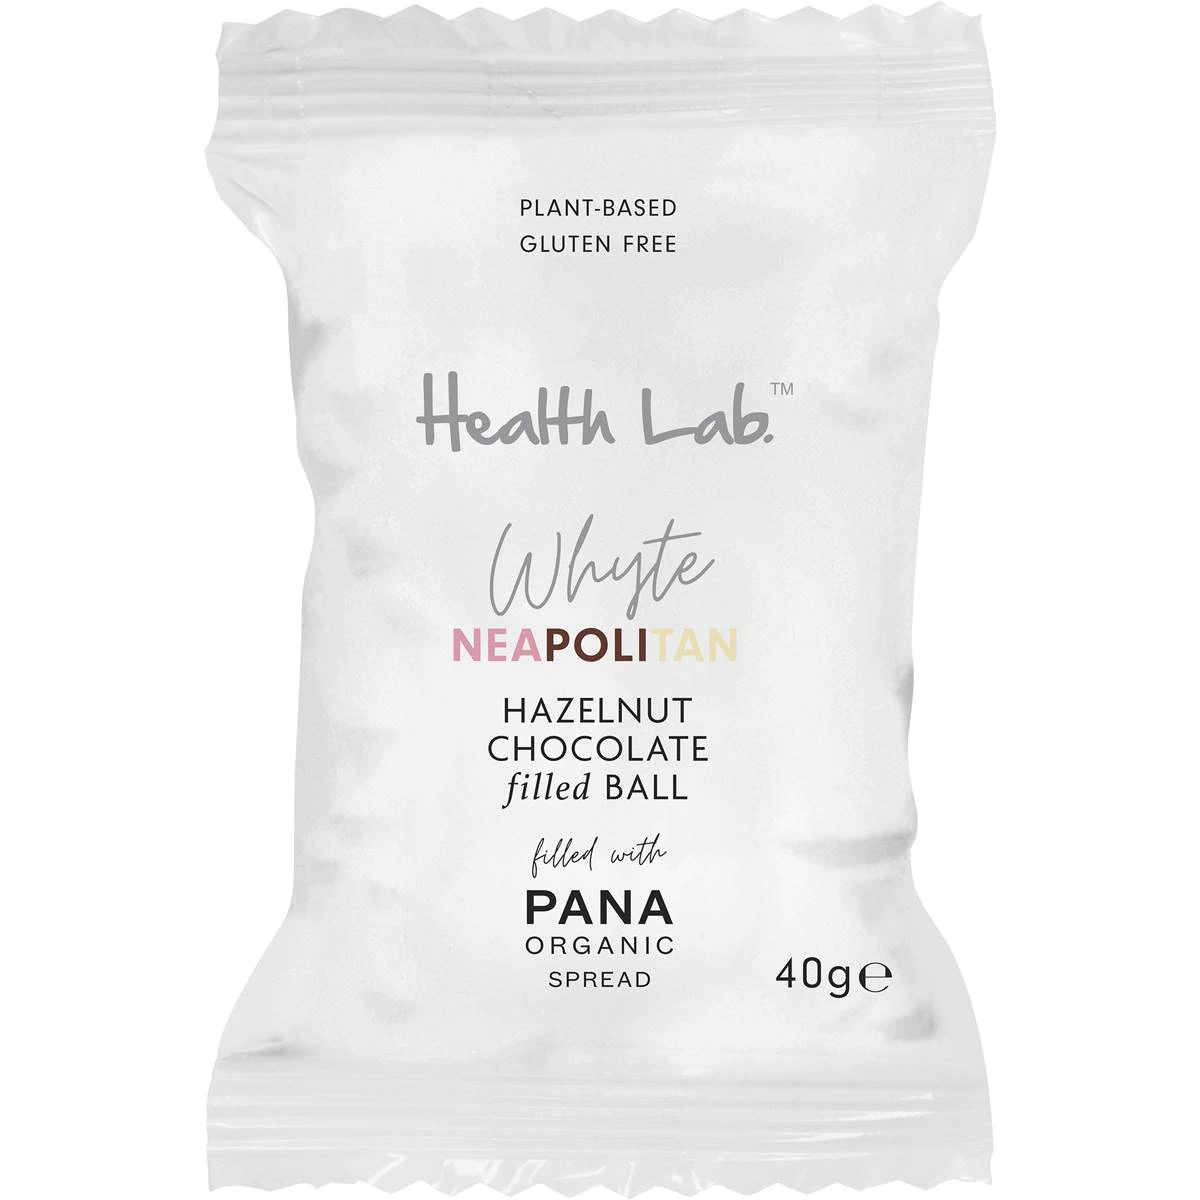 PLANT-BASED
GLUTEN FREE
Health Lab.™
Whyte
NEAPOLITAN
HAZELNUT
CHOCOLATE
filled BALL
filled with
PANA
ORGANIC
SPREAD
40g℮